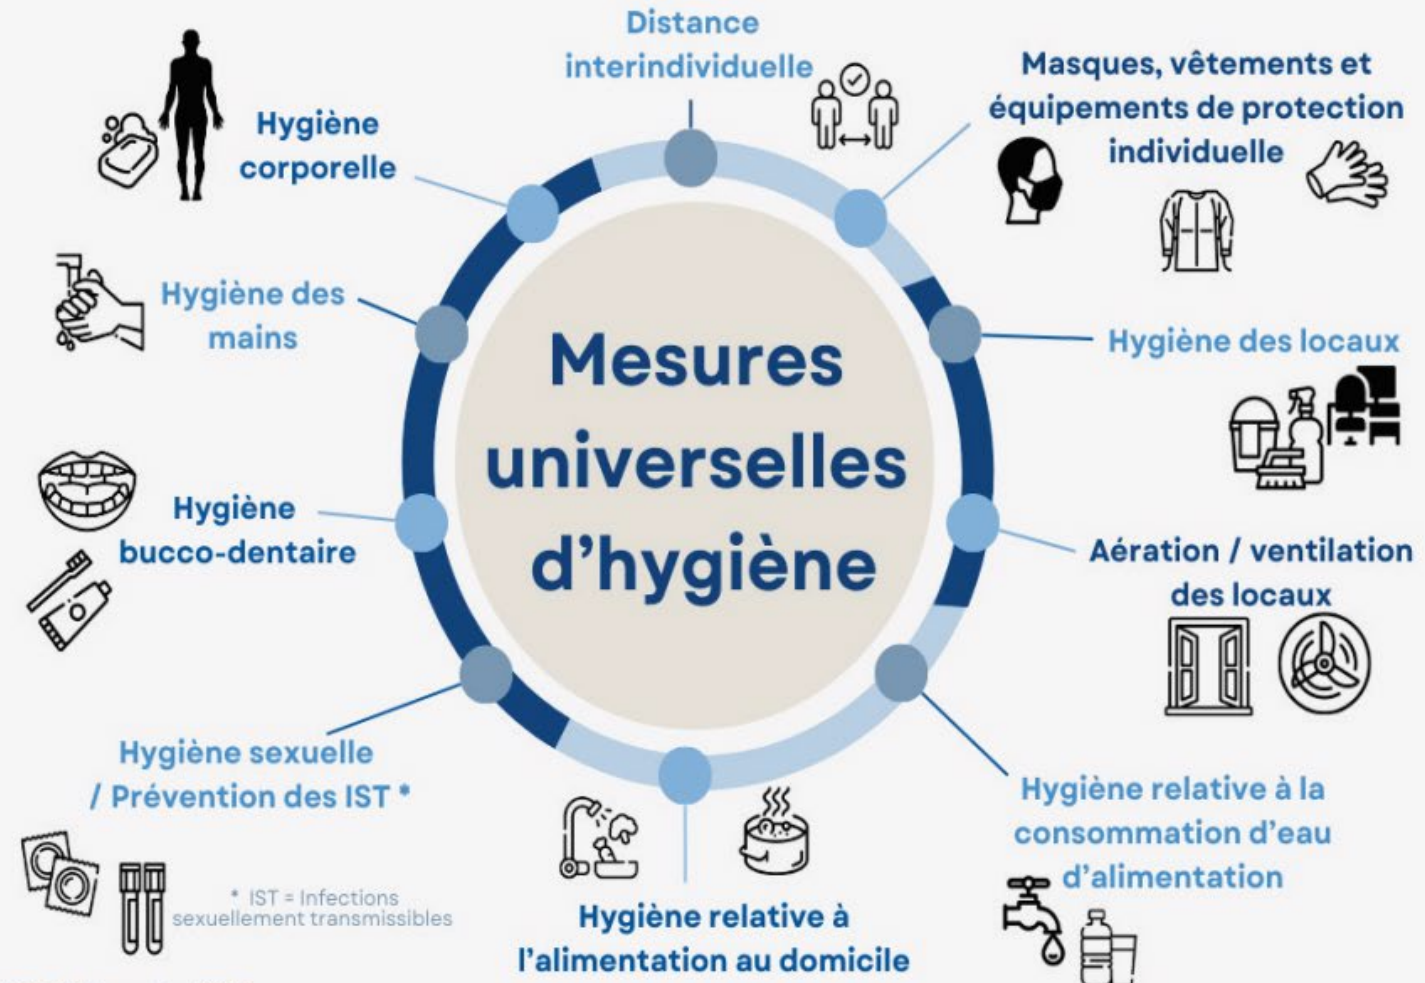 Distance
interindividuelle
Masques, vêtements et
équipements de protection
individuelle
Hygiène
corporelle
Hygiène des
mains
Hygiène des locaux
Mesures
universelles
d'hygiène
Hygiène
bucco-dentaire
Aération / ventilation
des locaux
Hygiène sexuelle
/ Prévention des IST *
Hygiène relative à la
consommation d'eau
d'alimentation
* IST = Infections
sexuellement transmissibles
Hygiène relative à
l'alimentation au domicile